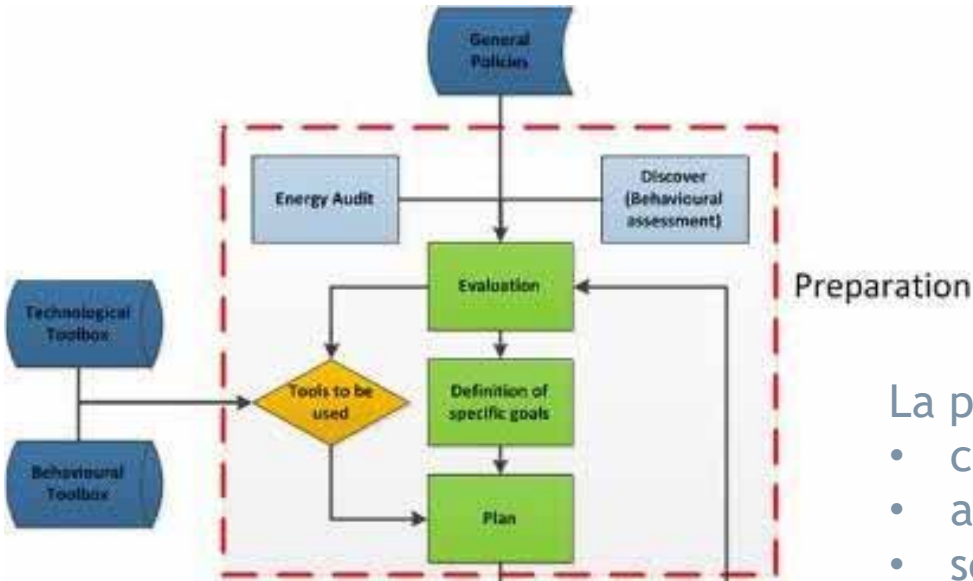 General
Policies
Energy Audit
Discover
(Behavioural
assessment)
Evaluation
Preparation
Technological
Toolbox
Tools to be
used
Definition of
specific goals
Behavioural
Toolbox
Plan
La p
• c
• a